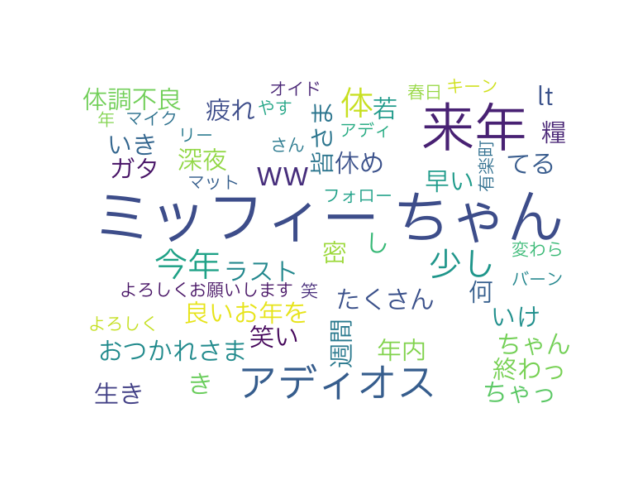 オイド
春日
キーン
体調不良
疲れ
やす
体
若
lt
年
マイク
皆さま
アディ
来年
糧
いき
リー
さん
ガタ
深夜
ww
休め
早い
有楽町
てる
マット
フォロー
ミッフィー
ちゃん
今年
ラスト
密
し
少し
変わら
よろしくお願いします
笑
たくさん
何
バーン
よろしく
良いお年を
笑い
いけ
おつかれさま
週間
年内
ちゃん
終わっ
生き
き
アディオス
ちゃっ